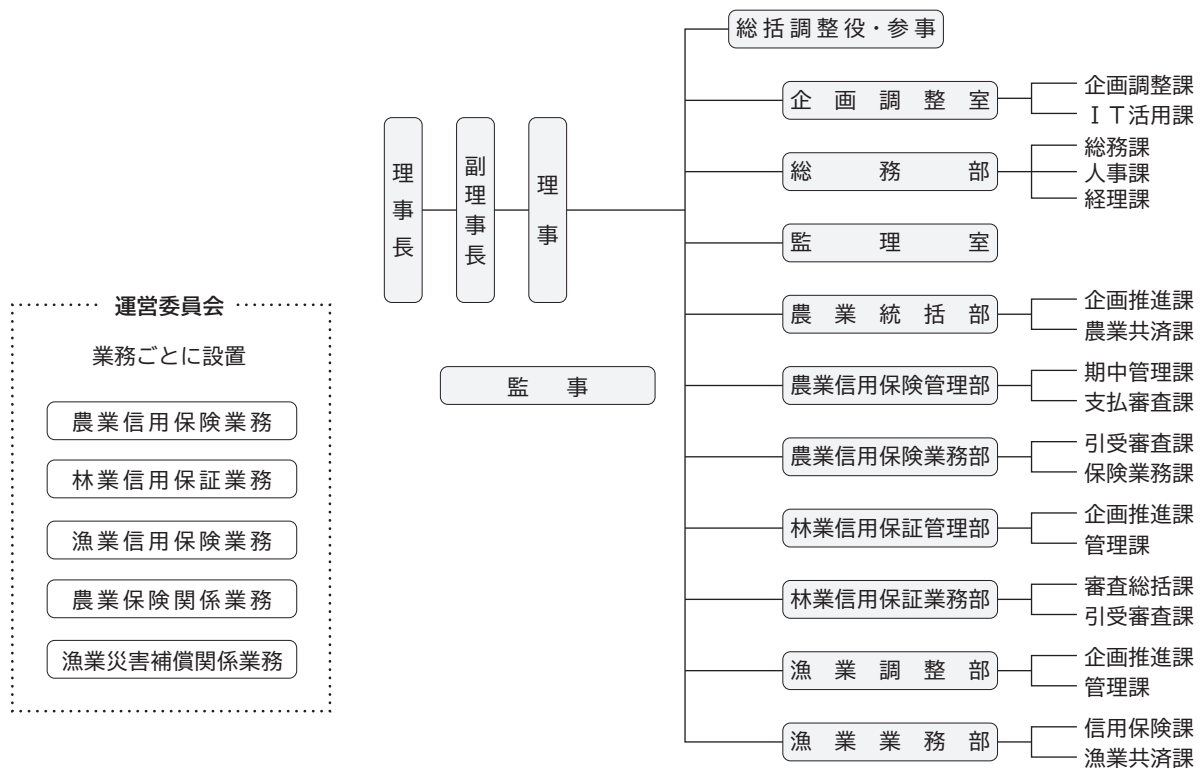 総括調整役・参事
企画調整室
企画調整課
ＩＴ活用課
総務部
総務課
人事課
経理課
監理室
理事長
副理事長
理事
監事
農業統括部
企画推進課
農業共済課
農業信用保険管理部
期中管理課
支払審査課
農業信用保険業務部
引受審査課
保険業務課
林業信用保証管理部
企画推進課
管理課
林業信用保証業務部
審査総括課
引受審査課
漁業調整部
企画推進課
管理課
漁業業務部
信用保険課
漁業共済課
運営委員会
業務ごとに設置
農業信用保険業務
林業信用保証業務
漁業信用保険業務
農業保険関係業務
漁業災害補償関係業務